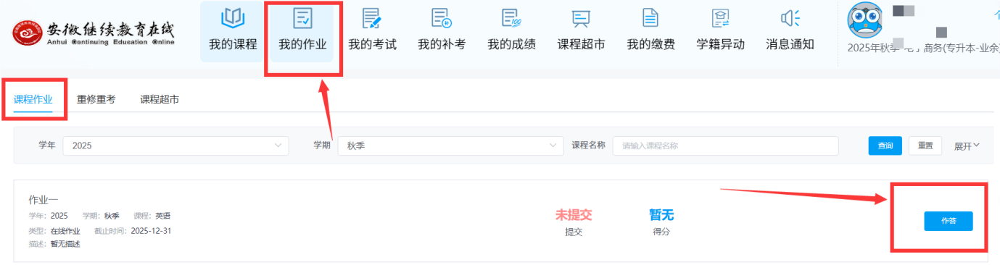 安徽继续教育在线
Anhui Continuing Education Online
我的课程
我的作业
我的考试
100
我的补考
我的成绩
课程超市
我的缴费
学籍异动
消息通知
2025年秋季 电子商务(专升本-业余)
课程作业 重修重考 课程超市
学年 2025 学期 秋季 课程名称 请输入课程名称 查询 重置 展开
作业一
学年：2025 学期：秋季 课程：英语
类型：在线作业 截止时间：2025-12-31
描述：暂无描述
未提交
提交
暂无
得分
作答